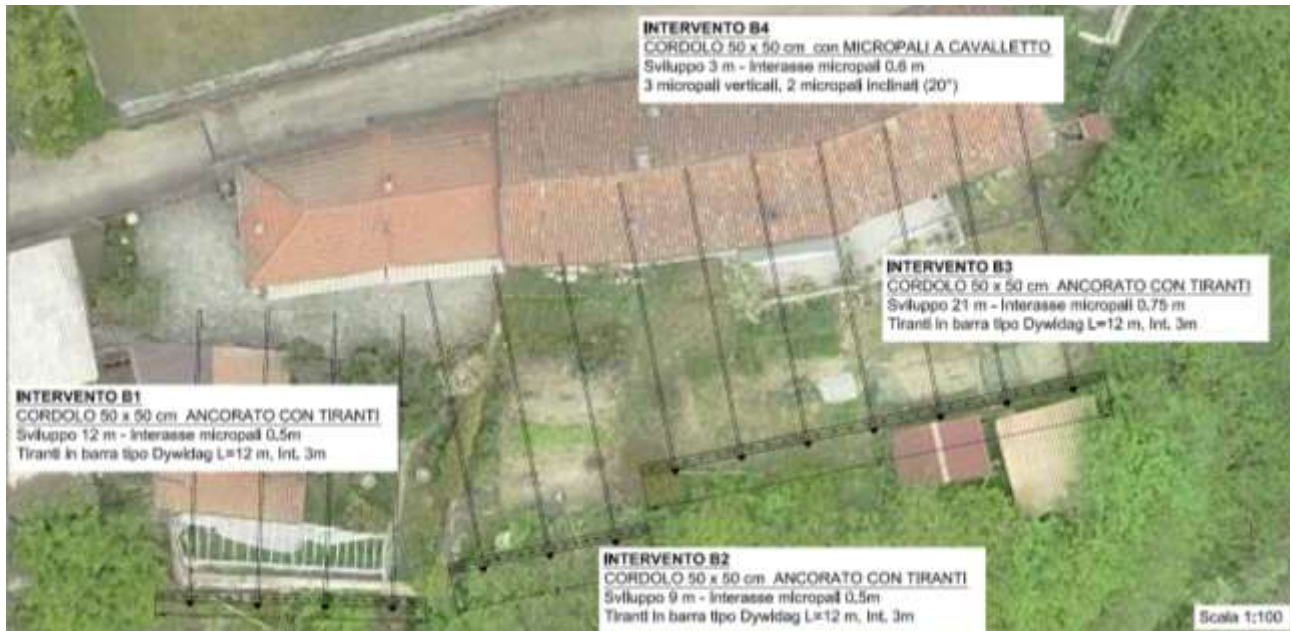 INTERVENTO B4
CORDOLO 50 x 50 cm con MICROPALI A CAVALLETTO
Sviluppo 3 m - Interasse micropali 0.6 m
3 micropali verticali, 2 micropali inclinati (20°)
INTERVENTO B3
CORDOLO 50 x 50 cm ANCORATO CON TIRANTI
Sviluppo 21 m - Interasse micropali 0,75 m
Tiranti in barra tipo Dywidag L=12 m, Int. 3m
INTERVENTO B1
CORDOLO 50 x 50 cm ANCORATO CON TIRANTI
Sviluppo 12 m - Interasse micropali 0,5m
Tiranti in barra tipo Dywidag L=12 m, Int. 3m
INTERVENTO B2
CORDOLO 50 x 50 cm ANCORATO CON TIRANTI
Sviluppo 9 m - Interasse micropali 0,5m
Tiranti in barra tipo Dywidag L=12 m, Int. 3m
Scala 1:100